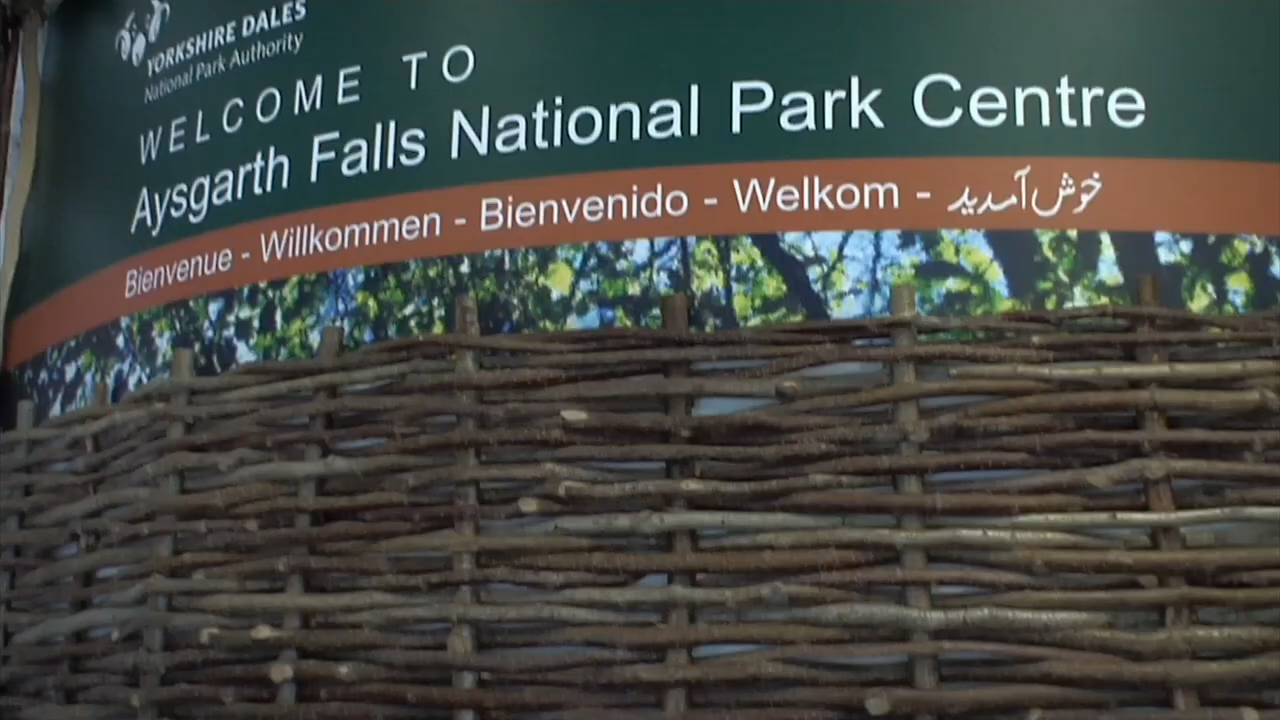 YORKSHIRE DALES
National Park Authority
WELCOME TO
Aysgarth Falls National Park Centre
Bienvenue - Willkommen - Bienvenido - Welkom - خوش آمدید